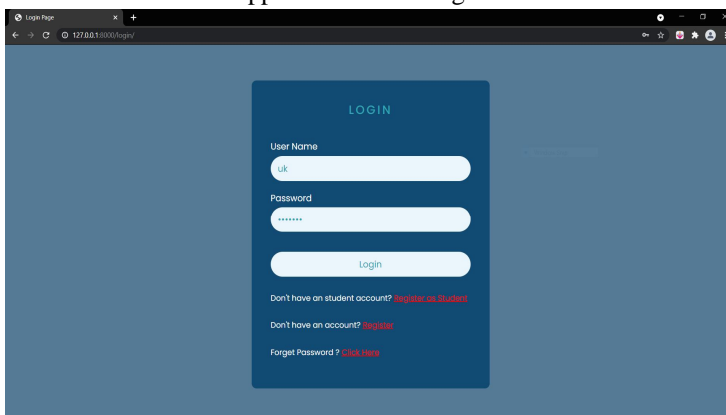 Login Page
127.0.0.1:8000/login/
LOGIN
User Name
uk
Password
•••••••
Login
Don't have an student account? Register as Student
Don't have an account? Register
Forget Password ? Click Here